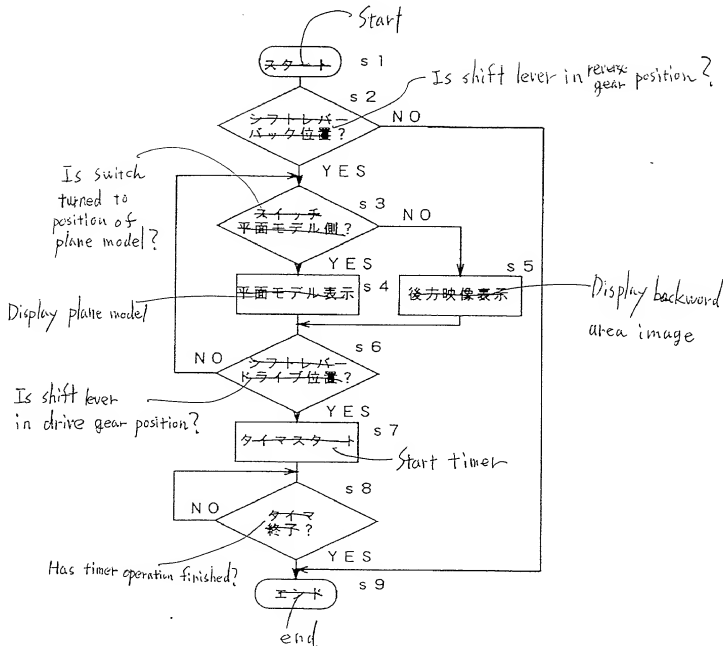 Start
スタート s1
Is shift lever in reverse gear position?
s2
シフトレバー
バック位置?
NO
YES
Is switch
turned to
position of
plane model?
s3
スイッチ
平面モデル側?
NO
YES
s4
平面モデル表示
Display plane model
s5
後方映像表示
Display backword
area image
s6
シフトレバー
ドライブ位置?
NO
YES
Is shift lever
in drive gear position?
s7
タイマスタート
Start timer
s8
タイマ
終了?
NO
YES
Has timer operation finished?
s9
エンド
end